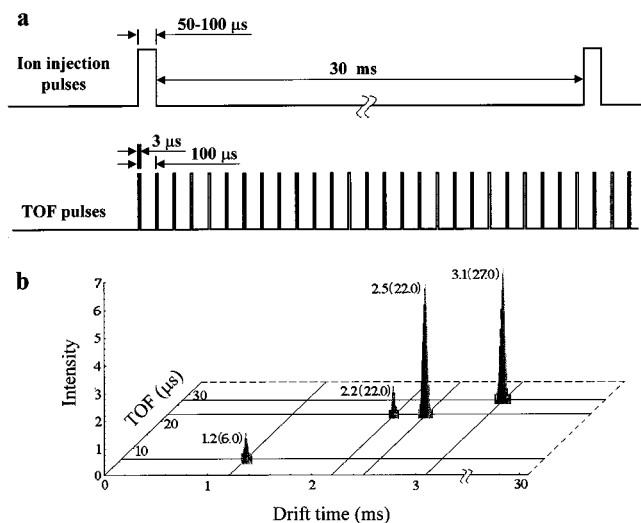 a
50-100 μs
Ion injection
pulses
30 ms
3 μs
100 μs
TOF pulses
b
7
6
5
4
3
2
1
0
Intensity
TOF (μs)
30
20
10
1.2(6.0)
2.2(22.0)
2.5(22.0)
3.1(27.0)
0
1
2
3
30
Drift time (ms)